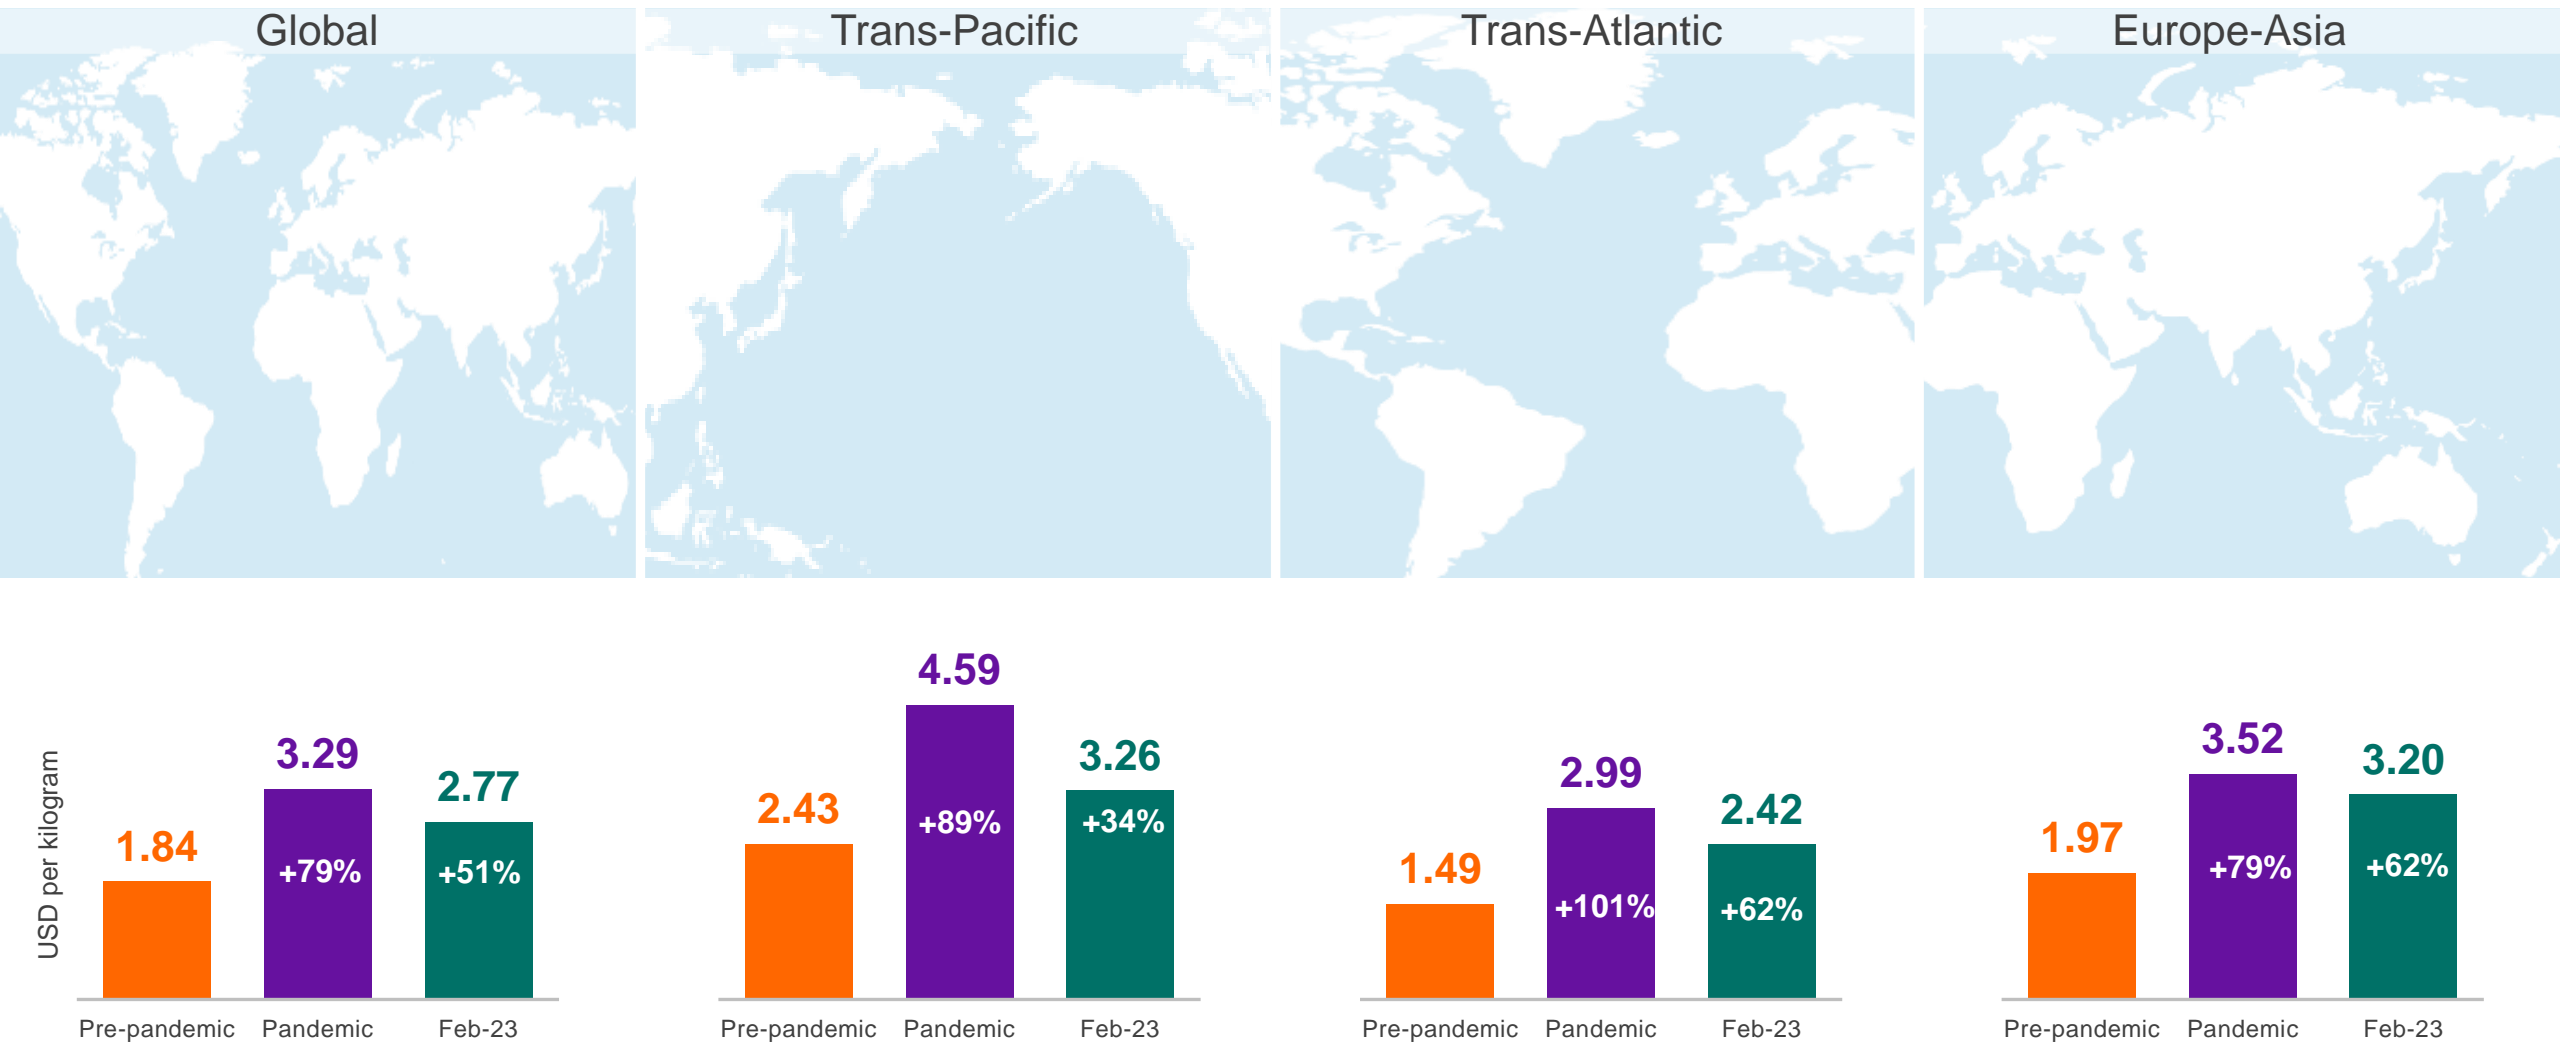 Global
Trans-Pacific
Trans-Atlantic
Europe-Asia
USD per kilogram
1.84
3.29
+79%
2.77
+51%
Pre-pandemic
Pandemic
Feb-23
2.43
4.59
+89%
3.26
+34%
Pre-pandemic
Pandemic
Feb-23
1.49
2.99
+101%
2.42
+62%
Pre-pandemic
Pandemic
Feb-23
1.97
3.52
+79%
3.20
+62%
Pre-pandemic
Pandemic
Feb-23